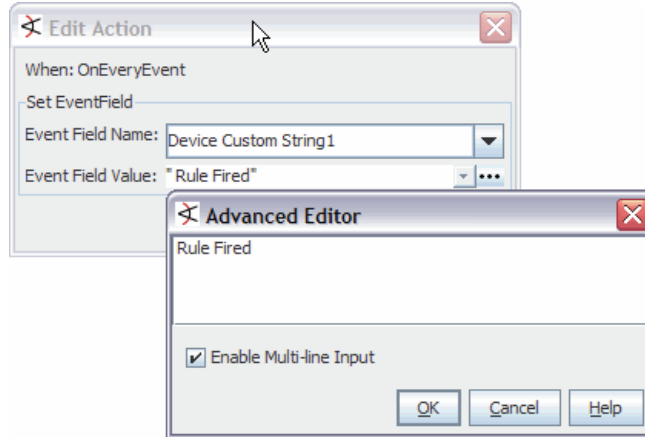 Edit Action
When: OnEveryEvent
Set EventField
Event Field Name: Device Custom String1
Event Field Value: "Rule Fired"
Advanced Editor
Rule Fired
Enable Multi-line Input
OK Cancel Help